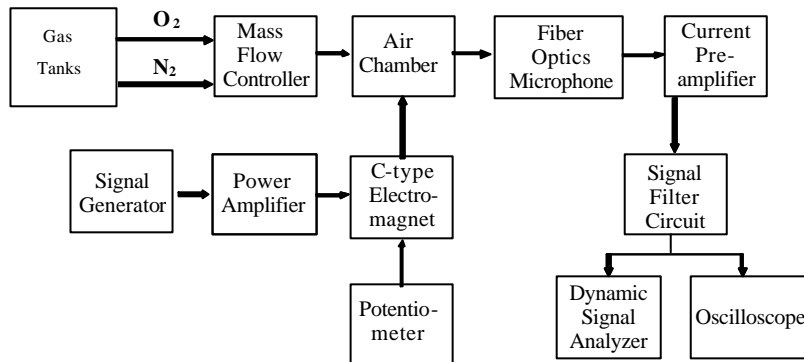 Gas
Tanks
O2
N2
Mass
Flow
Controller
Air
Chamber
Fiber
Optics
Microphone
Current
Pre-
amplifier
Signal
Generator
Power
Amplifier
C-type
Electro-
magnet
Signal
Filter
Circuit
Potentio-
meter
Dynamic
Signal
Analyzer
Oscilloscope